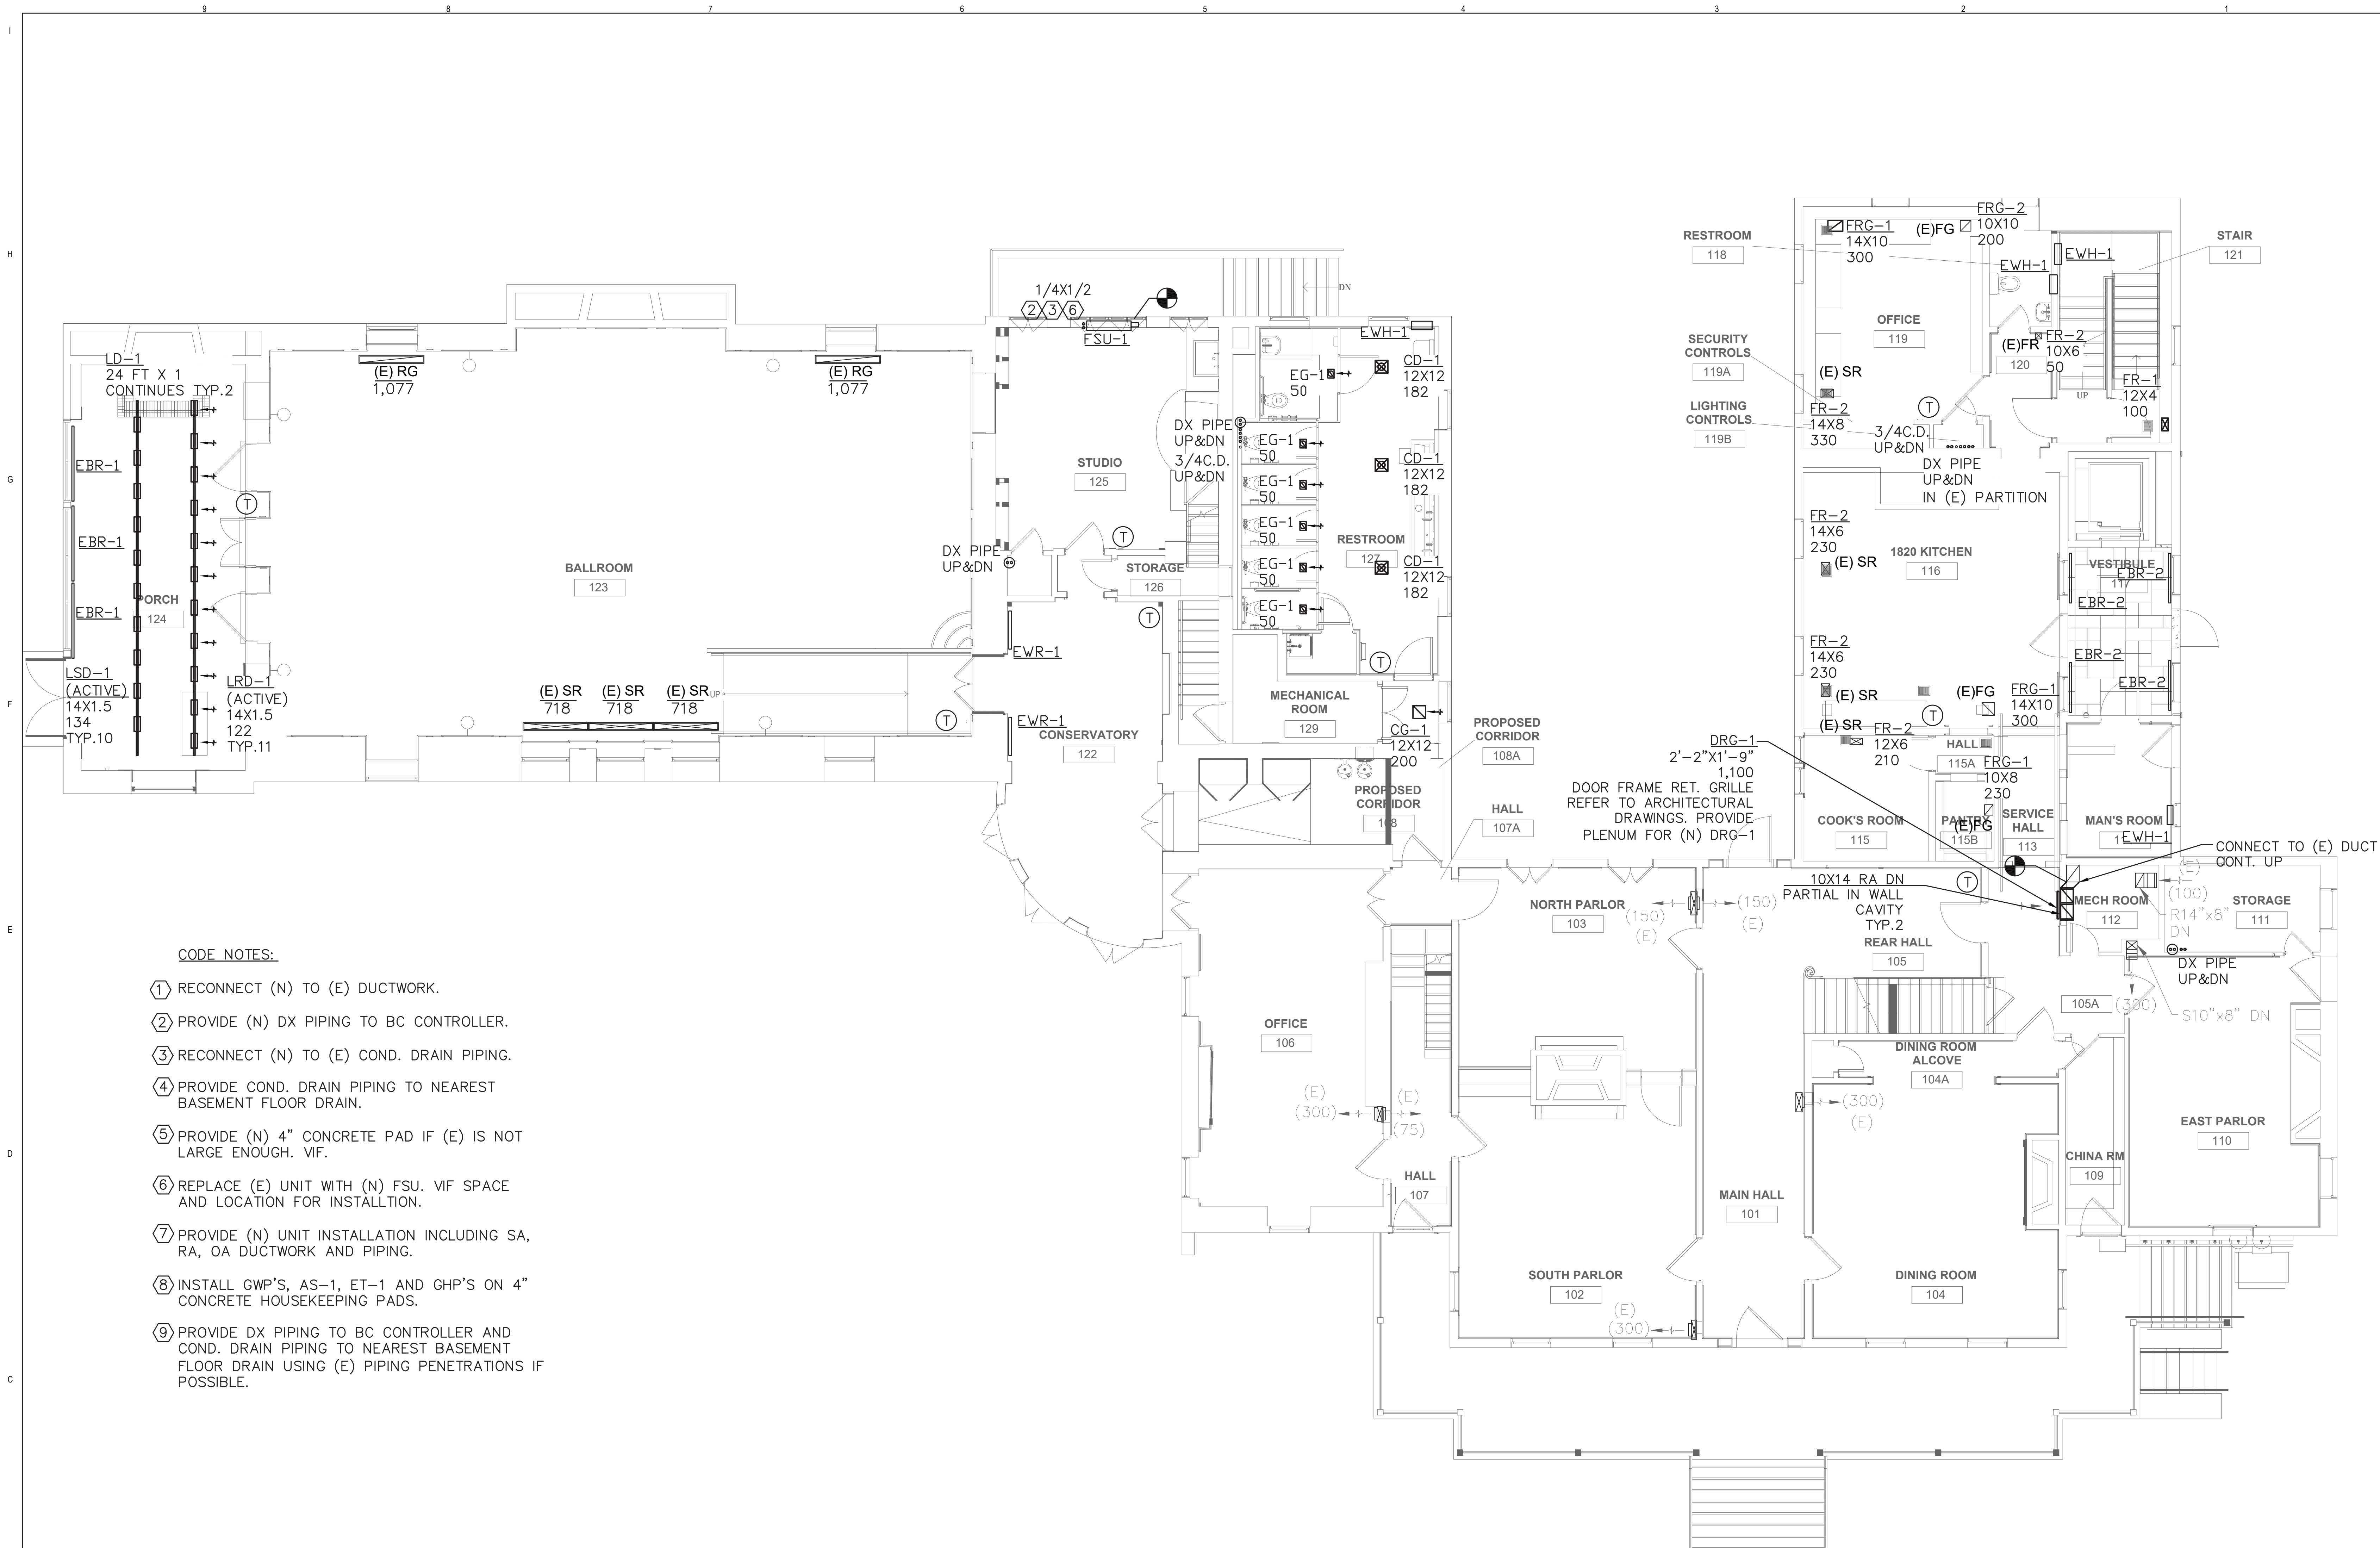 9
8
7
6
5
4
3
2
1
I
H
G
F
E
D
C
LD-1
24 FT X 1
CONTINUES TYP.2
EBR-1
EBR-1
EBR-1
PORCH
124
LSD-1
(ACTIVE)
14X1.5
134
TYP.10
LRD-1
(ACTIVE)
14X1.5
122
TYP.11
T
(E) RG
1,077
(E) RG
1,077
BALLROOM
123
(E) SR
718
(E) SR
718
(E) SR
718
UP
T
1/4X1/2
2
3
6
FSU-1
DN
STUDIO
125
DX PIPE
UP&DN
3/4C.D.
UP&DN
T
DX PIPE
UP&DN
STORAGE
126
T
EWR-1
EWR-1
CONSERVATORY
122
EWH-1
EG-1
50
CD-1
12X12
182
EG-1
50
EG-1
50
CD-1
12X12
182
EG-1
50
RESTROOM
127
EG-1
50
CD-1
12X12
182
EG-1
50
T
MECHANICAL
ROOM
129
CG-1
12X12
200
PROPOSED
CORRIDOR
108A
PROPOSED
CORRIDOR
108
HALL
107A
RESTROOM
118
FRG-1
14X10
300
(E)FG
FRG-2
10X10
200
EWH-1
EWH-1
STAIR
121
SECURITY
CONTROLS
119A
OFFICE
119
(E)FR
120
FR-2
10X6
50
(E) SR
FR-2
14X8
330
LIGHTING
CONTROLS
119B
T
3/4C.D.
UP&DN
UP
FR-1
12X4
100
DX PIPE
UP&DN
IN (E) PARTITION
FR-2
14X6
230
(E) SR
1820 KITCHEN
116
VESTIBULE
117
EBR-2
EBR-2
EBR-2
EBR-2
FR-2
14X6
230
(E) SR
(E)FG
FRG-1
14X10
300
(E) SR
FR-2
12X6
210
T
HALL
115A
FRG-1
10X8
230
DRG-1
2'-2"X1'-9"
1,100
DOOR FRAME RET. GRILLE
REFER TO ARCHITECTURAL
DRAWINGS. PROVIDE
PLENUM FOR (N) DRG-1
COOK'S ROOM
115
PANTRY
115B
(E)FG
SERVICE
HALL
113
MAN'S ROOM
EWH-1
CONNECT TO (E) DUCT
CONT. UP
10X14 RA DN
PARTIAL IN WALL
CAVITY
TYP.2
T
MECH ROOM
112
(E)
(100)
R14"x8"
DN
STORAGE
111
NORTH PARLOR
103
(150)
(E)
(150)
(E)
REAR HALL
105
DX PIPE
UP&DN
105A
(300)
S10"x8" DN
OFFICE
106
(E)
(300)
(E)
(75)
HALL
107
DINING ROOM
ALCOVE
104A
(300)
(E)
EAST PARLOR
110
CHINA RM
109
MAIN HALL
101
SOUTH PARLOR
102
(E)
(300)
DINING ROOM
104
CODE NOTES:
1 RECONNECT (N) TO (E) DUCTWORK.
2 PROVIDE (N) DX PIPING TO BC CONTROLLER.
3 RECONNECT (N) TO (E) COND. DRAIN PIPING.
4 PROVIDE COND. DRAIN PIPING TO NEAREST
BASEMENT FLOOR DRAIN.
5 PROVIDE (N) 4" CONCRETE PAD IF (E) IS NOT
LARGE ENOUGH. VIF.
6 REPLACE (E) UNIT WITH (N) FSU. VIF SPACE
AND LOCATION FOR INSTALLTION.
7 PROVIDE (N) UNIT INSTALLATION INCLUDING SA,
RA, OA DUCTWORK AND PIPING.
8 INSTALL GWP'S, AS-1, ET-1 AND GHP'S ON 4"
CONCRETE HOUSEKEEPING PADS.
9 PROVIDE DX PIPING TO BC CONTROLLER AND
COND. DRAIN PIPING TO NEAREST BASEMENT
FLOOR DRAIN USING (E) PIPING PENETRATIONS IF
POSSIBLE.